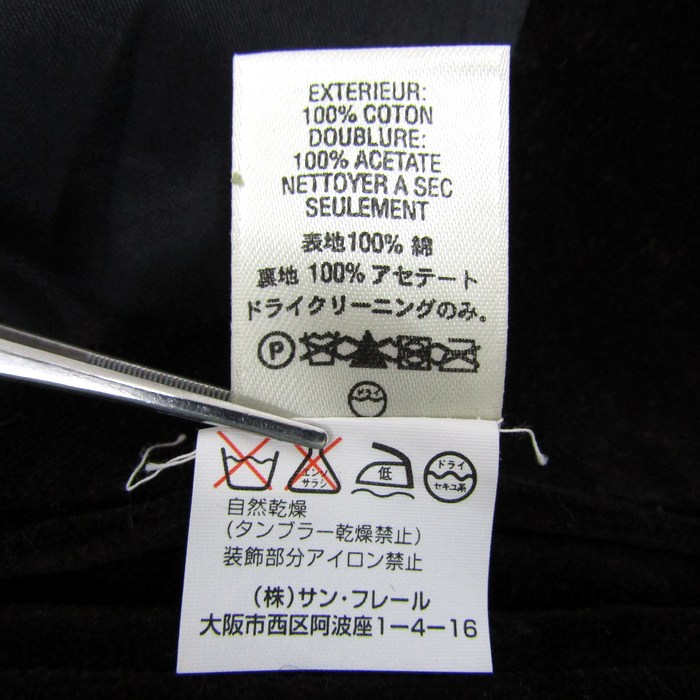 EXTERIEUR:
100% COTON
DOUBLURE:
100% ACETATE
NETTOYER A SEC
SEULEMENT
表地100% 綿
裏地 100% アセテート
ドライクリーニングのみ。
P
ドライ
エンソ
サラシ
低
ドライ
セキユ系
自然乾燥
(タンブラー乾燥禁止)
装飾部分アイロン禁止
(株)サン・フレール
大阪市西区阿波座1-4-16